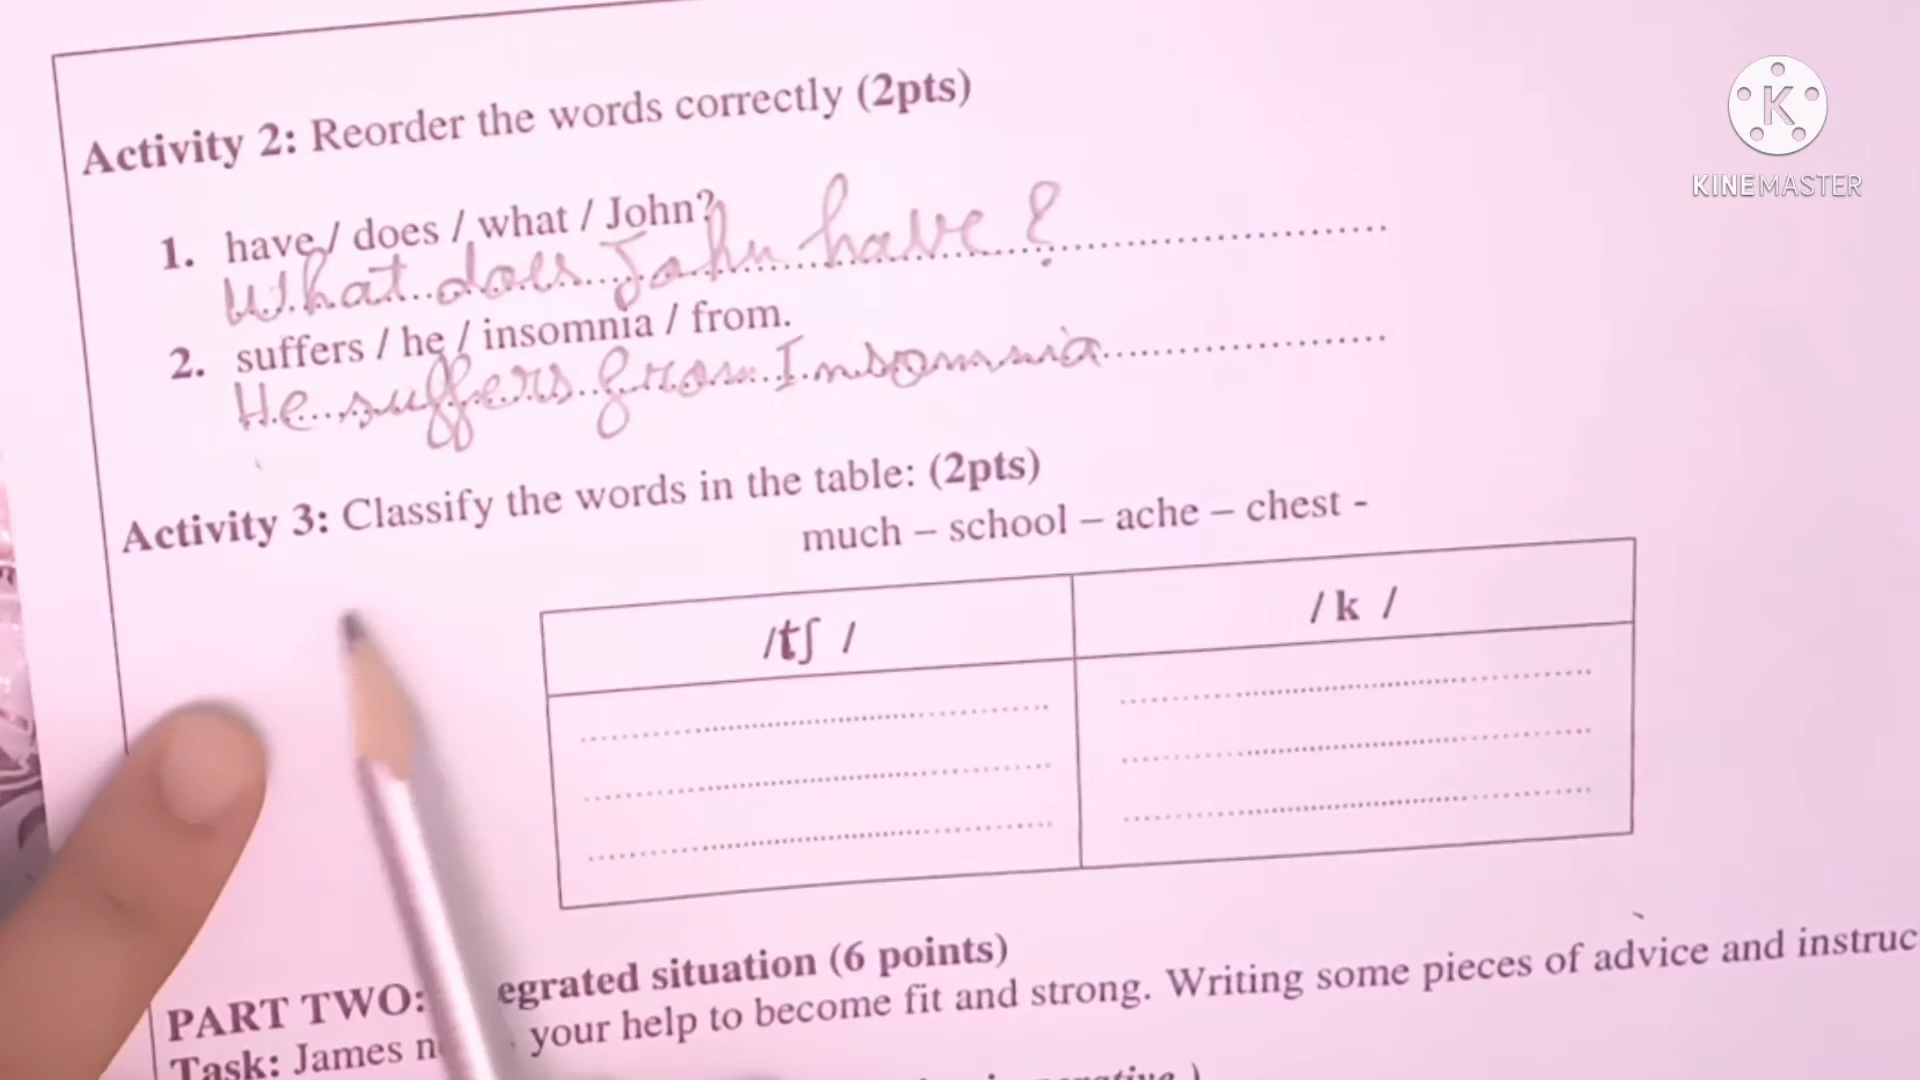 Activity 2: Reorder the words correctly (2pts)
KINEMASTER
1. have / does / what / John?
What does John have ?
2. suffers / he / insomnia / from.
He suffers from Insomnia
Activity 3: Classify the words in the table: (2pts)
much – school – ache – chest -
/tʃ / / k /
PART TWO: egrated situation (6 points)
Task: James n your help to become fit and strong. Writing some pieces of advice and instruc